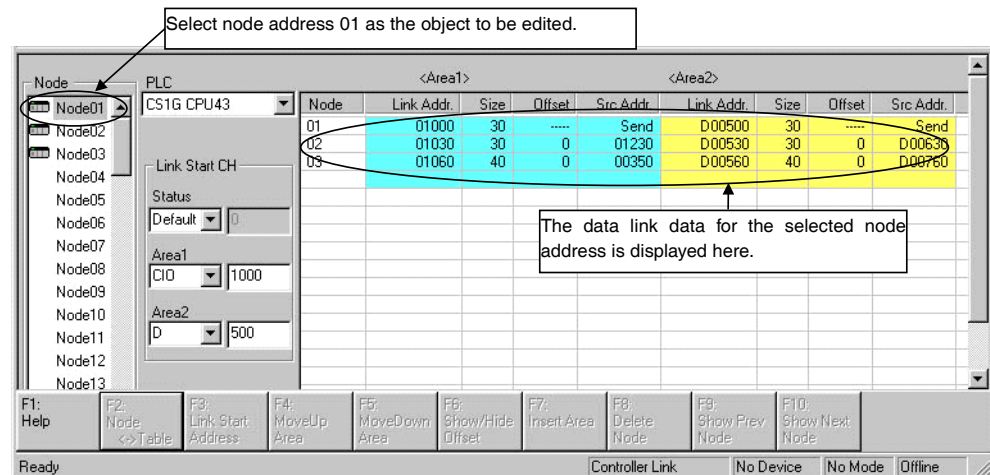 Select node address 01 as the object to be edited.
Node
PLC
<Area1>
<Area2>
Node01
Node02
Node03
Node04
Node05
Node06
Node07
Node08
Node09
Node10
Node11
Node12
Node13
CS1G CPU43
Link Start CH
Status
Default 0
Area1
CIO 1000
Area2
D 500
Node Link Addr. Size Offset Src Addr. Link Addr. Size Offset Src Addr.
01 01000 30 ----- Send D00500 30 ----- Send
02 01030 30 0 01230 D00530 30 0 D00630
03 01060 40 0 00350 D00560 40 0 D00760
The data link data for the selected node
address is displayed here.
F1:
Help
F2:
Node
<->Table
F3:
Link Start
Address
F4:
MoveUp
Area
F5:
MoveDown
Area
F6:
Show/Hide
Offset
F7:
Insert Area
F8:
Delete
Node
F9:
Show Prev
Node
F10:
Show Next
Node
Ready
Controller Link
No Device
No Mode
Offline